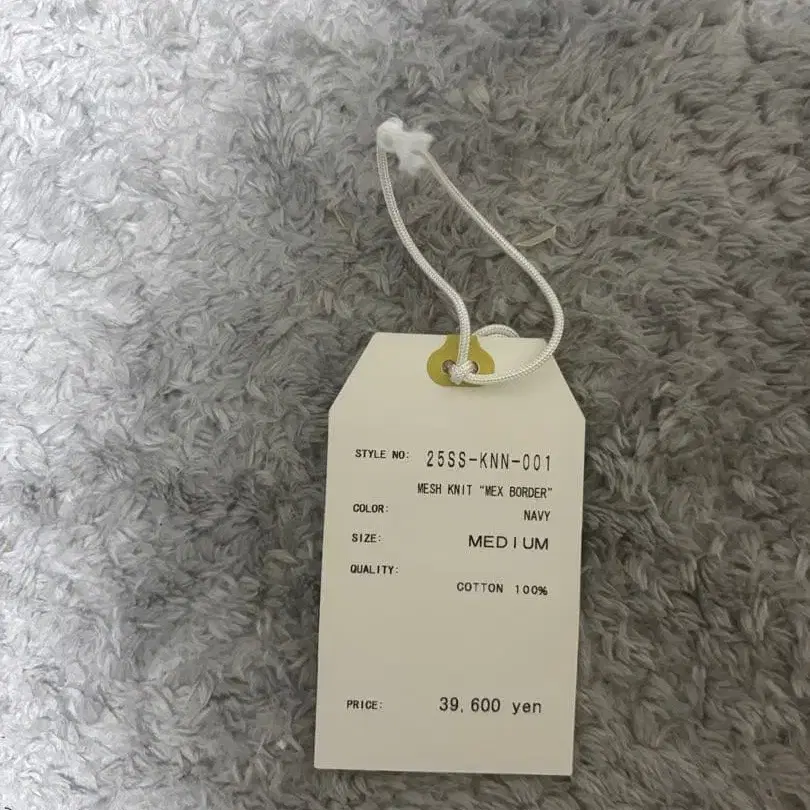 STYLE NO: 25SS-KNN-001
MESH KNIT "MEX BORDER"
COLOR: NAVY
SIZE: MEDIUM
QUALITY:
COTTON 100%
PRICE: 39,600 yen